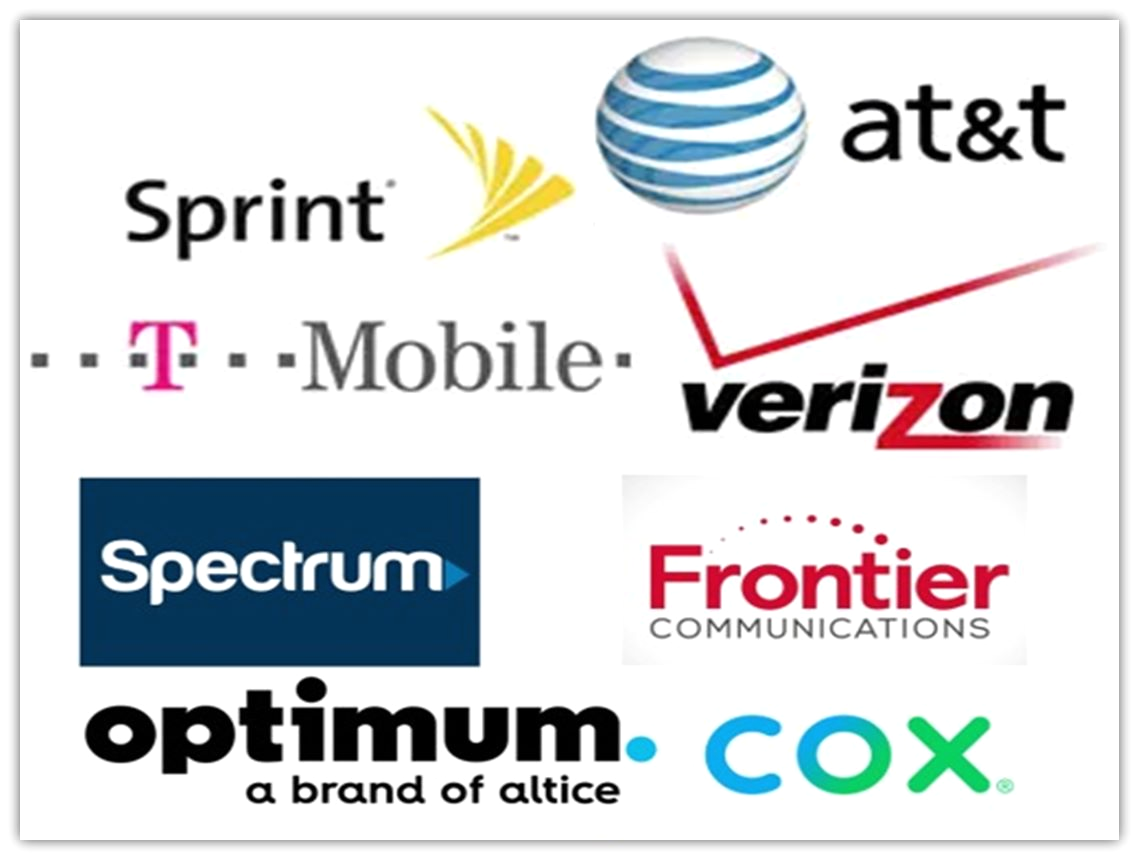 Sprint
at&t
T Mobile
verizon
Spectrum
Frontier
COMMUNICATIONS
optimum.
a brand of altice
COX